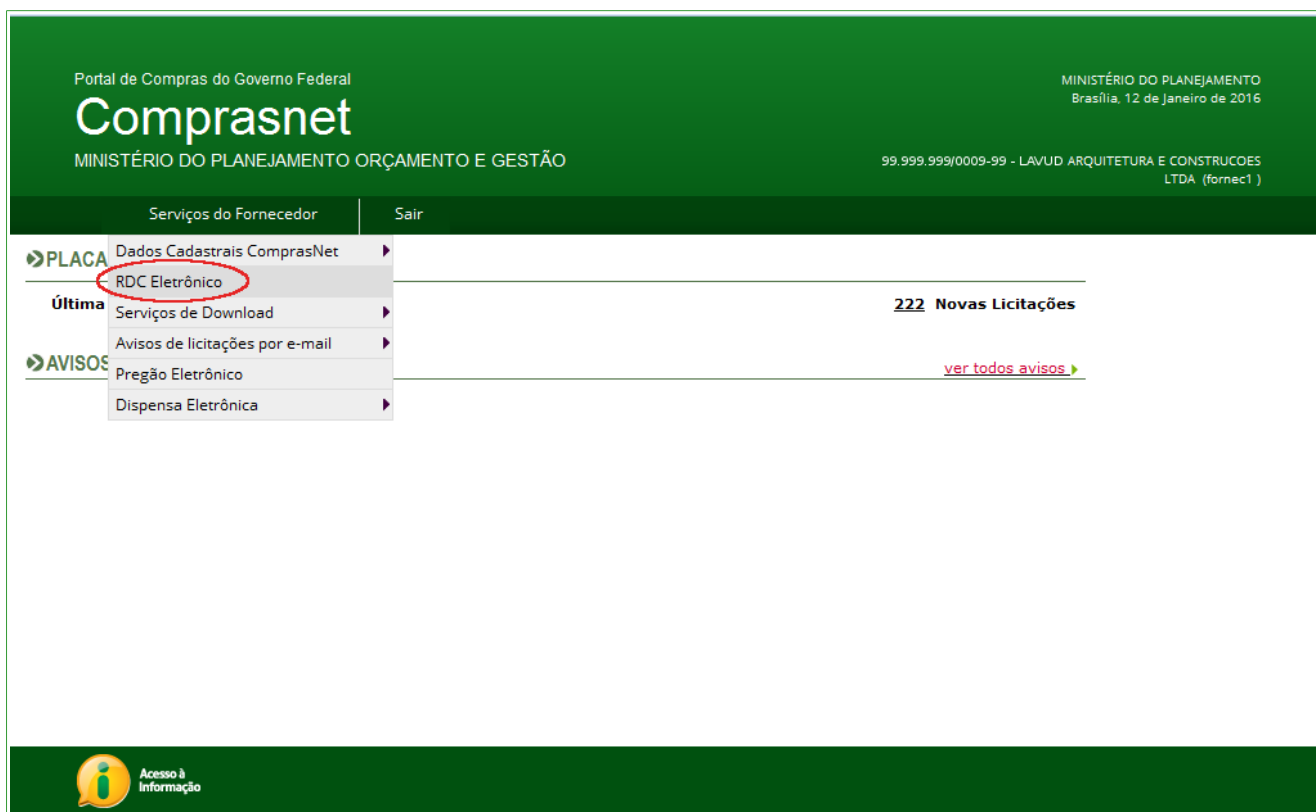 Portal de Compras do Governo Federal
Comprasnet
MINISTÉRIO DO PLANEJAMENTO ORÇAMENTO E GESTÃO
MINISTÉRIO DO PLANEJAMENTO
Brasília, 12 de Janeiro de 2016
99.999.999/0009-99 - LAVUD ARQUITETURA E CONSTRUCOES
LTDA (fornec1 )
Serviços do Fornecedor
Sair
PLACA
Dados Cadastrais ComprasNet
RDC Eletrônico
Última
Serviços de Download
222 Novas Licitações
Avisos de licitações por e-mail
AVISOS
Pregão Eletrônico
ver todos avisos
Dispensa Eletrônica
Acesso à
Informação